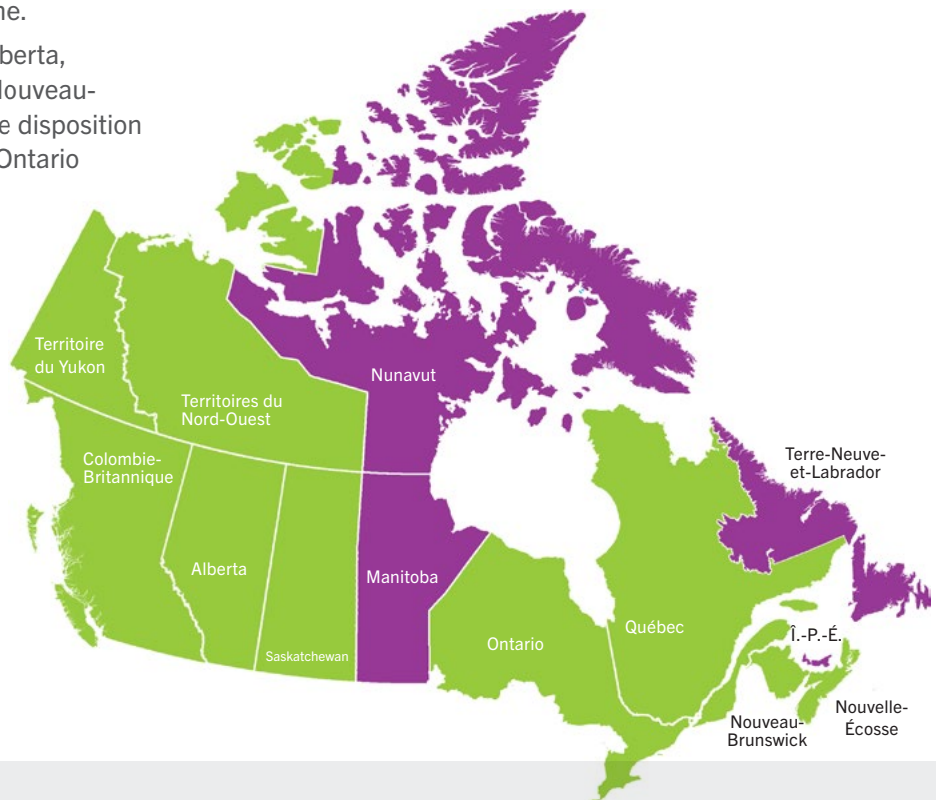 ne.
berta,
Nouveau-
e disposition
Ontario
Territoire
du Yukon
Territoires du
Nord-Ouest
Nunavut
Colombie-
Britannique
Alberta
Saskatchewan
Manitoba
Ontario
Québec
Terre-Neuve-
et-Labrador
Î.-P.-É.
Nouvelle-
Écosse
Nouveau-
Brunswick